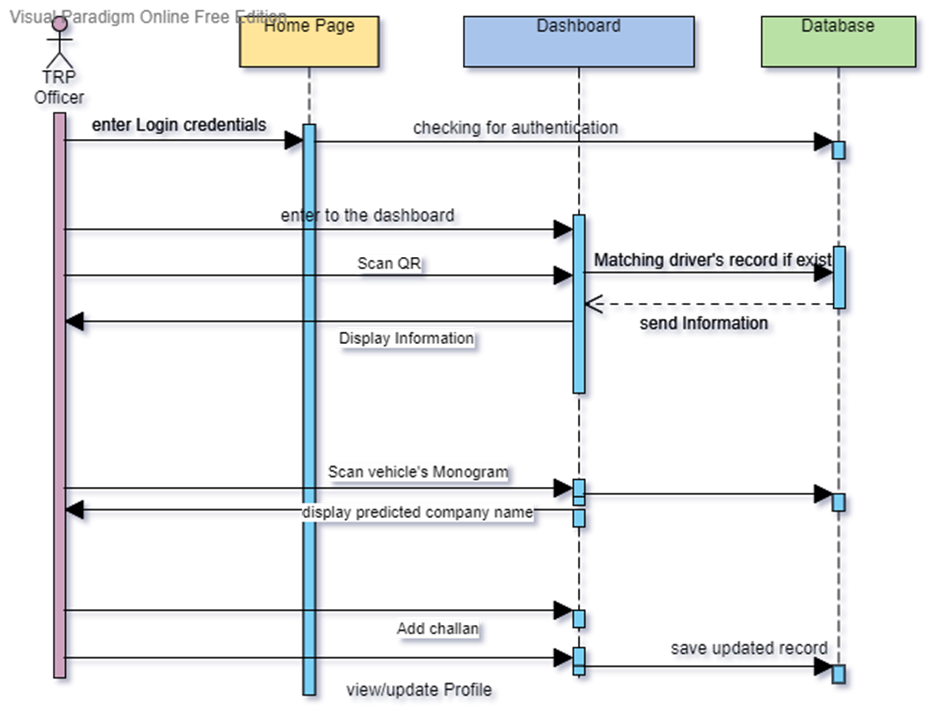 Visual Paradigm Online Free Edition
TRP
Officer
Home Page
Dashboard
Database
enter Login credentials
checking for authentication
enter to the dashboard
Scan QR
Matching driver's record if exist
send Information
Display Information
Scan vehicle's Monogram
display predicted company name
Add challan
save updated record
view/update Profile